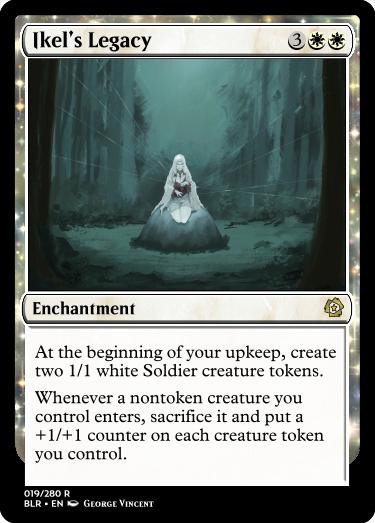 Ikel's Legacy 3
Enchantment
At the beginning of your upkeep, create
two 1/1 white Soldier creature tokens.
Whenever a nontoken creature you
control enters, sacrifice it and put a
+1/+1 counter on each creature token
you control.
019/280 R
BLR • EN George Vincent